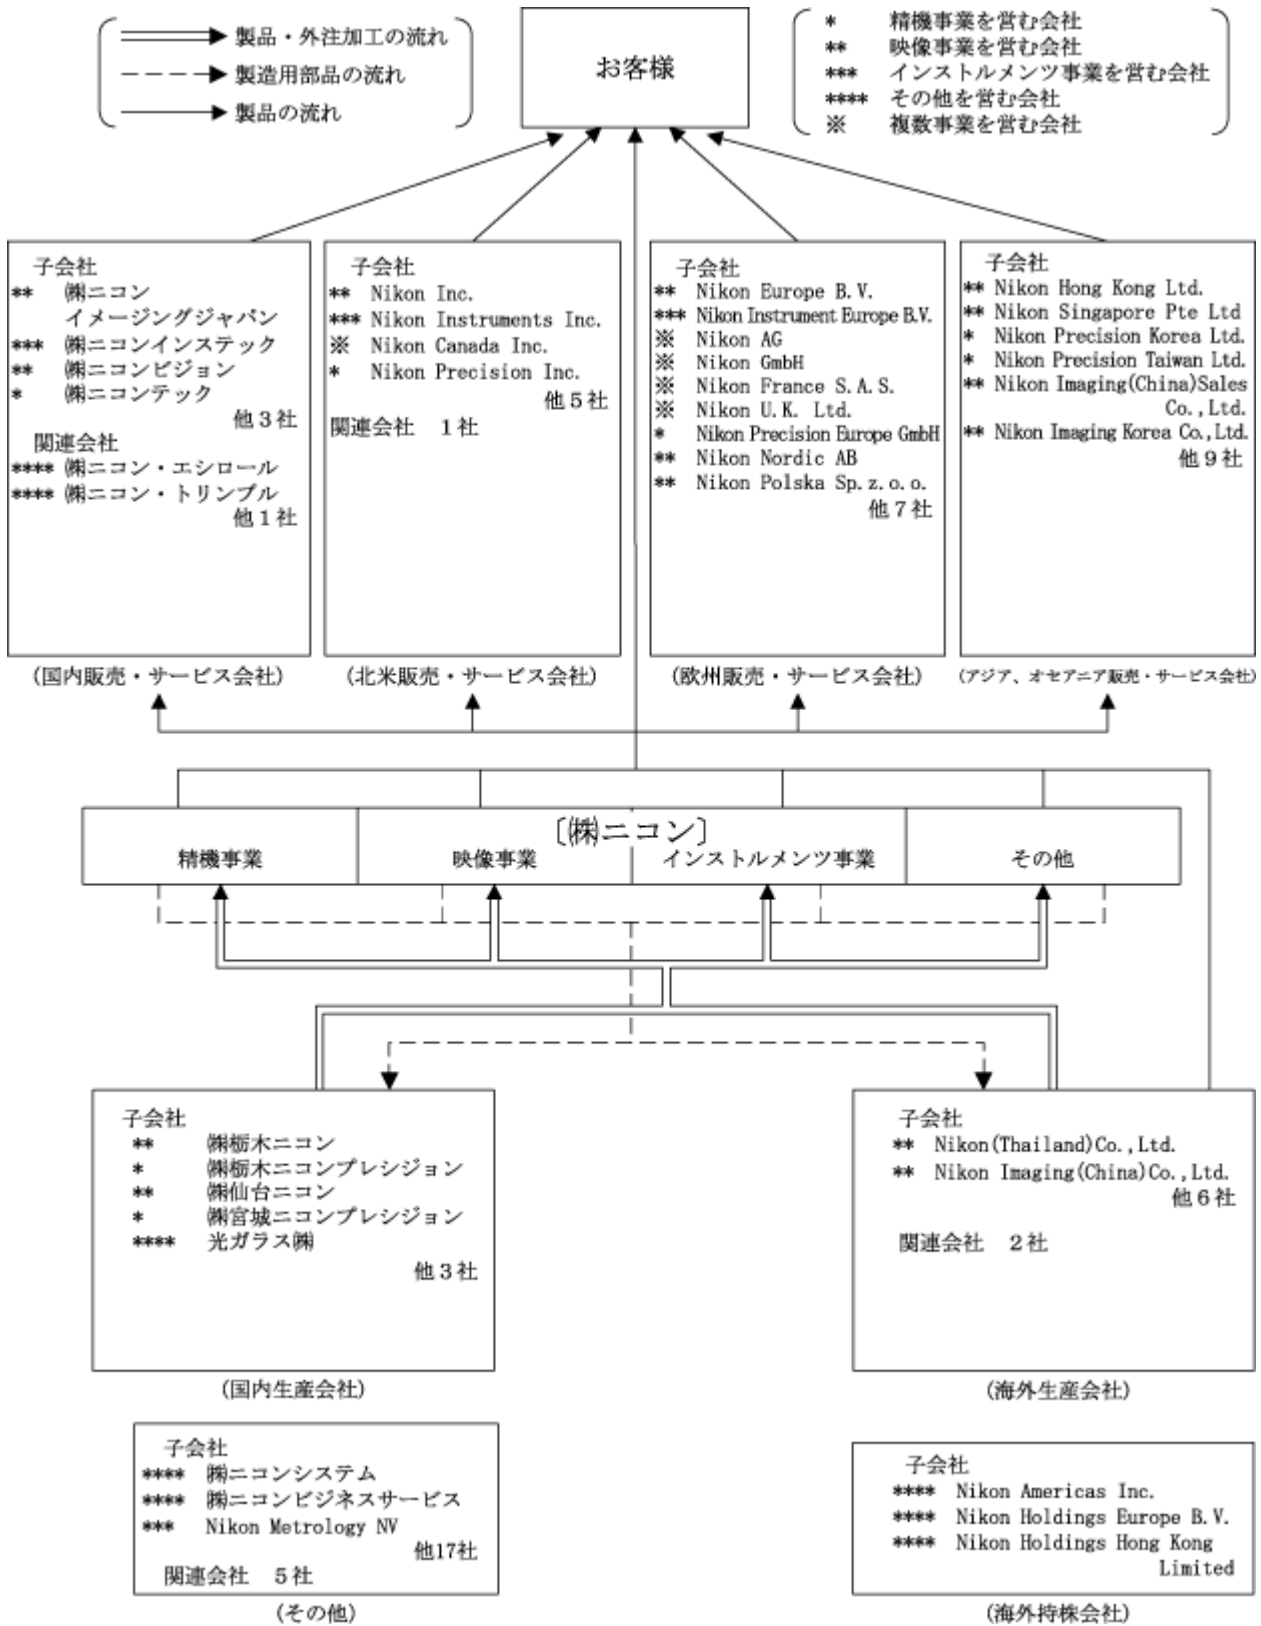 製品・外注加工の流れ
製造用部品の流れ
製品の流れ
お客様
* 精機事業を営む会社
** 映像事業を営む会社
*** インストルメンツ事業を営む会社
**** その他を営む会社
※ 複数事業を営む会社
子会社
** ㈱ニコン
イメージングジャパン
*** ㈱ニコンインステック
** ㈱ニコンビジョン
* ㈱ニコンテック
他3社
関連会社
**** ㈱ニコン・エシロール
**** ㈱ニコン・トリンブル
他1社
(国内販売・サービス会社)
子会社
** Nikon Inc.
*** Nikon Instruments Inc.
※ Nikon Canada Inc.
* Nikon Precision Inc.
他5社
関連会社 1社
(北米販売・サービス会社)
子会社
** Nikon Europe B.V.
*** Nikon Instrument Europe B.V.
※ Nikon AG
※ Nikon GmbH
※ Nikon France S.A.S.
※ Nikon U.K. Ltd.
* Nikon Precision Europe GmbH
** Nikon Nordic AB
** Nikon Polska Sp.z.o.o.
他7社
(欧州販売・サービス会社)
子会社
** Nikon Hong Kong Ltd.
** Nikon Singapore Pte Ltd
* Nikon Precision Korea Ltd.
* Nikon Precision Taiwan Ltd.
** Nikon Imaging(China)Sales
Co.,Ltd.
** Nikon Imaging Korea Co.,Ltd.
他9社
(アジア、オセアニア販売・サービス会社)
〔㈱ニコン〕
精機事業 映像事業 インストルメンツ事業 その他
子会社
** ㈱栃木ニコン
* ㈱栃木ニコンプレシジョン
** ㈱仙台ニコン
* ㈱宮城ニコンプレシジョン
**** 光ガラス㈱
他3社
(国内生産会社)
子会社
** Nikon(Thailand)Co.,Ltd.
** Nikon Imaging(China)Co.,Ltd.
他6社
関連会社 2社
(海外生産会社)
子会社
**** ㈱ニコンシステム
**** ㈱ニコンビジネスサービス
*** Nikon Metrology NV
他17社
関連会社 5社
(その他)
子会社
**** Nikon Americas Inc.
**** Nikon Holdings Europe B.V.
**** Nikon Holdings Hong Kong
Limited
(海外持株会社)